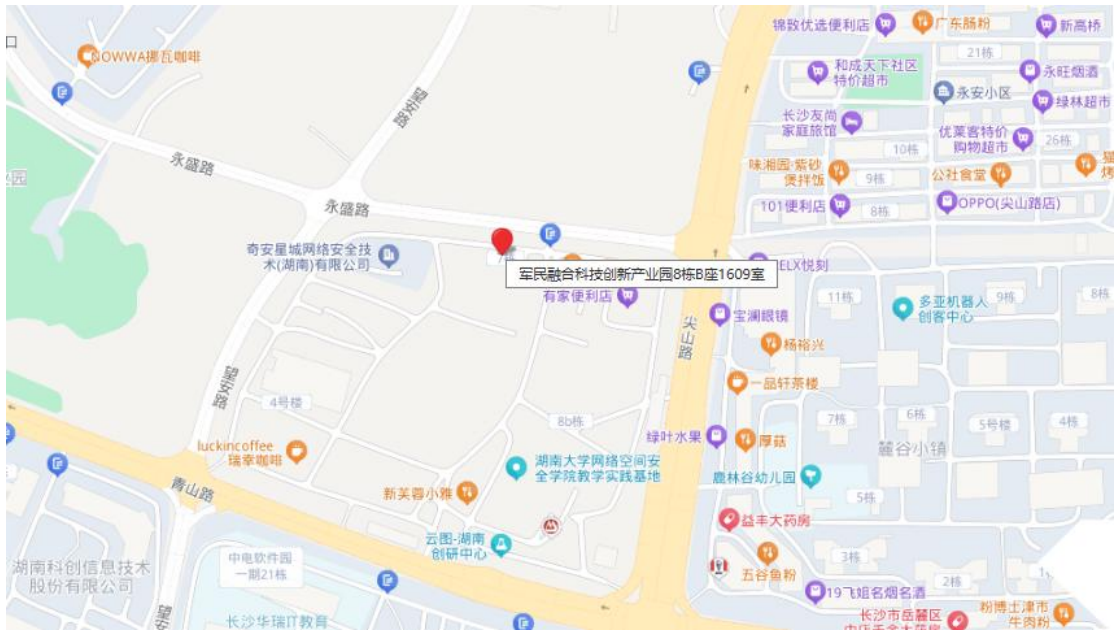 口
NOWWA挪瓦咖啡
锦致优选便利店
广东肠粉
新高桥
21栋
和成天下社区
特价超市
永旺烟酒
永安小区
绿林超市
望安路
长沙友尚
家庭旅馆
优菜客特价
购物超市
26栋
10栋
永盛路
味湘园·紫砂
煲拌饭
9栋
公社食堂
烤
业园
101便利店
8栋
OPPO(尖山路店)
永盛路
奇安星城网络安全技
术(湖南)有限公司
军民融合科技创新产业园8栋B座1609室
RELX悦刻
有家便利店
11栋
多亚机器人
创客中心
9栋
8栋
宝澜眼镜
尖山路
杨裕兴
望安路
4号楼
一品轩茶楼
8b栋
7栋
6栋
5号楼
4栋
luckincoffee
瑞幸咖啡
绿叶水果
厚菇
麓谷小镇
湖南大学网络空间安
全学院教学实践基地
鹿林谷幼儿园
青山路
新芙蓉小雅
5栋
益丰大药房
云图-湖南
创研中心
3栋
中电软件园
一期21栋
湖南科创信息技术
股份有限公司
五谷鱼粉
2栋
19飞姐名烟名酒
粉博士津市
牛肉粉
望
长沙华瑞IT教育
长沙市岳麓区